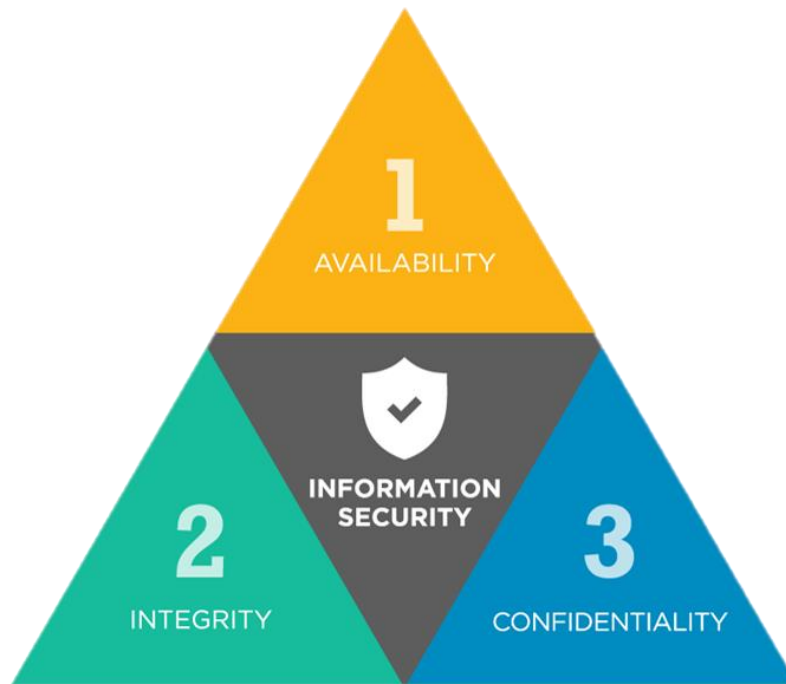 1
AVAILABILITY
INFORMATION
SECURITY
2
INTEGRITY
3
CONFIDENTIALITY